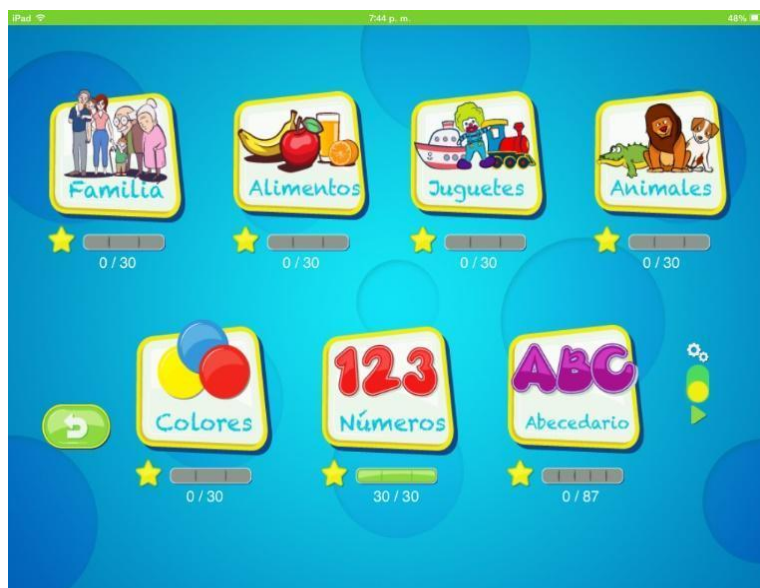 iPad 7:44 p. m. 48%
Familia Alimentos Juguetes Animales
0 / 30 0 / 30 0 / 30 0 / 30
123 ABC
Colores Números Abecedario
0 / 30 30 / 30 0 / 87